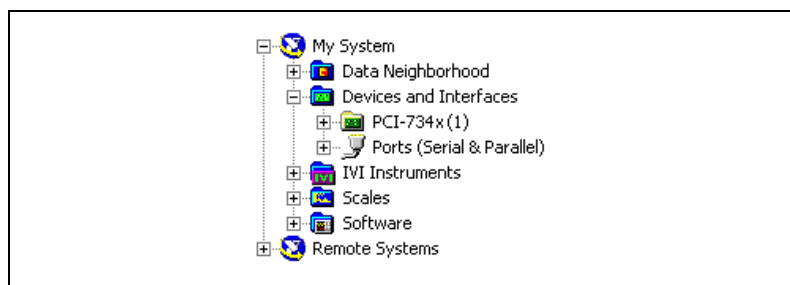 My System
Data Neighborhood
Devices and Interfaces
PCI-734x (1)
Ports (Serial & Parallel)
IVI Instruments
Scales
Software
Remote Systems